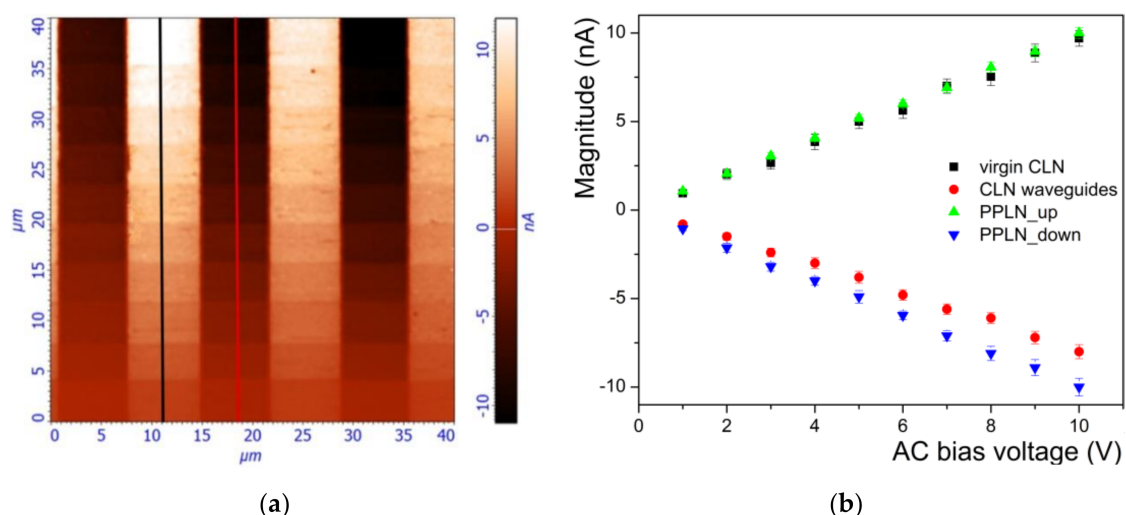 40
35
30
25
20
15
10
5
0
μm
0 5 10 15 20 25 30 35 40
μm
10
5
0
-5
-10
nA
(a)
Magnitude (nA)
10
5
0
-5
-10
virgin CLN
CLN waveguides
PPLN_up
PPLN_down
0 2 4 6 8 10
AC bias voltage (V)
(b)